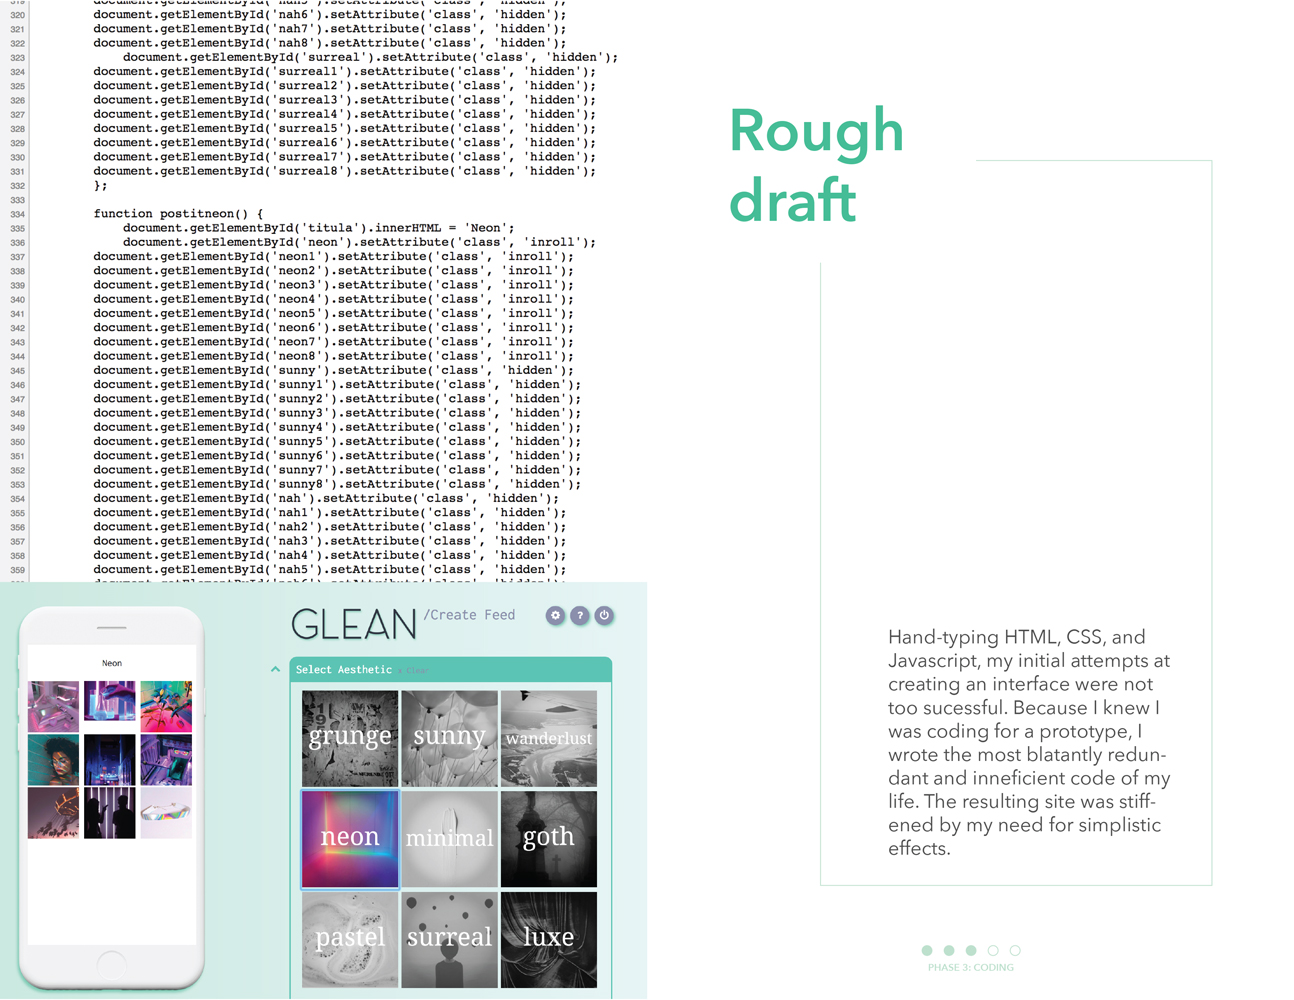 320 document.getElementById('nah6').setAttribute('class', 'hidden');
321 document.getElementById('nah7').setAttribute('class', 'hidden');
322 document.getElementById('nah8').setAttribute('class', 'hidden');
323 document.getElementById('surreal').setAttribute('class', 'hidden');
324 document.getElementById('surreal1').setAttribute('class', 'hidden');
325 document.getElementById('surreal2').setAttribute('class', 'hidden');
326 document.getElementById('surreal3').setAttribute('class', 'hidden');
327 document.getElementById('surreal4').setAttribute('class', 'hidden');
328 document.getElementById('surreal5').setAttribute('class', 'hidden');
329 document.getElementById('surreal6').setAttribute('class', 'hidden');
330 document.getElementById('surreal7').setAttribute('class', 'hidden');
331 document.getElementById('surreal8').setAttribute('class', 'hidden');
332 };
333
334 function postitneon() {
335 document.getElementById('titula').innerHTML = 'Neon';
336 document.getElementById('neon').setAttribute('class', 'inroll');
337 document.getElementById('neon1').setAttribute('class', 'inroll');
338 document.getElementById('neon2').setAttribute('class', 'inroll');
339 document.getElementById('neon3').setAttribute('class', 'inroll');
340 document.getElementById('neon4').setAttribute('class', 'inroll');
341 document.getElementById('neon5').setAttribute('class', 'inroll');
342 document.getElementById('neon6').setAttribute('class', 'inroll');
343 document.getElementById('neon7').setAttribute('class', 'inroll');
344 document.getElementById('neon8').setAttribute('class', 'inroll');
345 document.getElementById('sunny').setAttribute('class', 'hidden');
346 document.getElementById('sunny1').setAttribute('class', 'hidden');
347 document.getElementById('sunny2').setAttribute('class', 'hidden');
348 document.getElementById('sunny3').setAttribute('class', 'hidden');
349 document.getElementById('sunny4').setAttribute('class', 'hidden');
350 document.getElementById('sunny5').setAttribute('class', 'hidden');
351 document.getElementById('sunny6').setAttribute('class', 'hidden');
352 document.getElementById('sunny7').setAttribute('class', 'hidden');
353 document.getElementById('sunny8').setAttribute('class', 'hidden');
354 document.getElementById('nah').setAttribute('class', 'hidden');
355 document.getElementById('nah1').setAttribute('class', 'hidden');
356 document.getElementById('nah2').setAttribute('class', 'hidden');
357 document.getElementById('nah3').setAttribute('class', 'hidden');
358 document.getElementById('nah4').setAttribute('class', 'hidden');
359 document.getElementById('nah5').setAttribute('class', 'hidden');
Neon
GLEAN /Create Feed
?
Select Aesthetic x Clear
grunge sunny wanderlust
neon minimal goth
pastel surreal luxe
Rough
draft
Hand-typing HTML, CSS, and
Javascript, my initial attempts at
creating an interface were not
too sucessful. Because I knew I
was coding for a prototype, I
wrote the most blatantly redun-
dant and inneficient code of my
life. The resulting site was stiff-
ened by my need for simplistic
effects.
PHASE 3: CODING